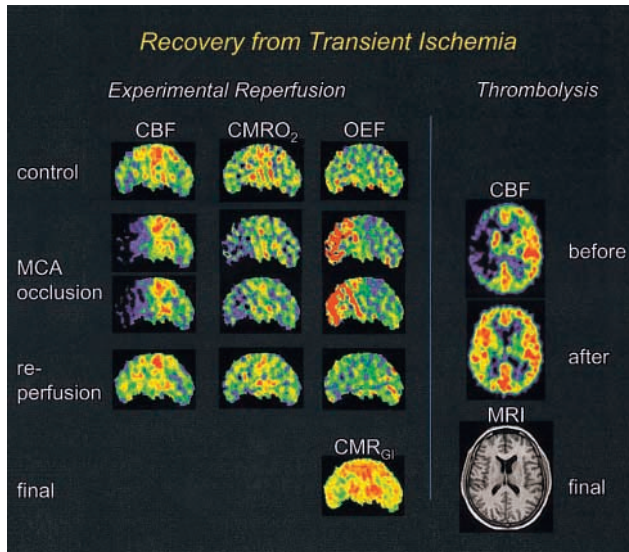 Recovery from Transient Ischemia
Experimental Reperfusion
Thrombolysis
CBF
CMRO2
OEF
control
MCA
occlusion
re-
perfusion
CMRGl
final
CBF
before
after
MRI
final